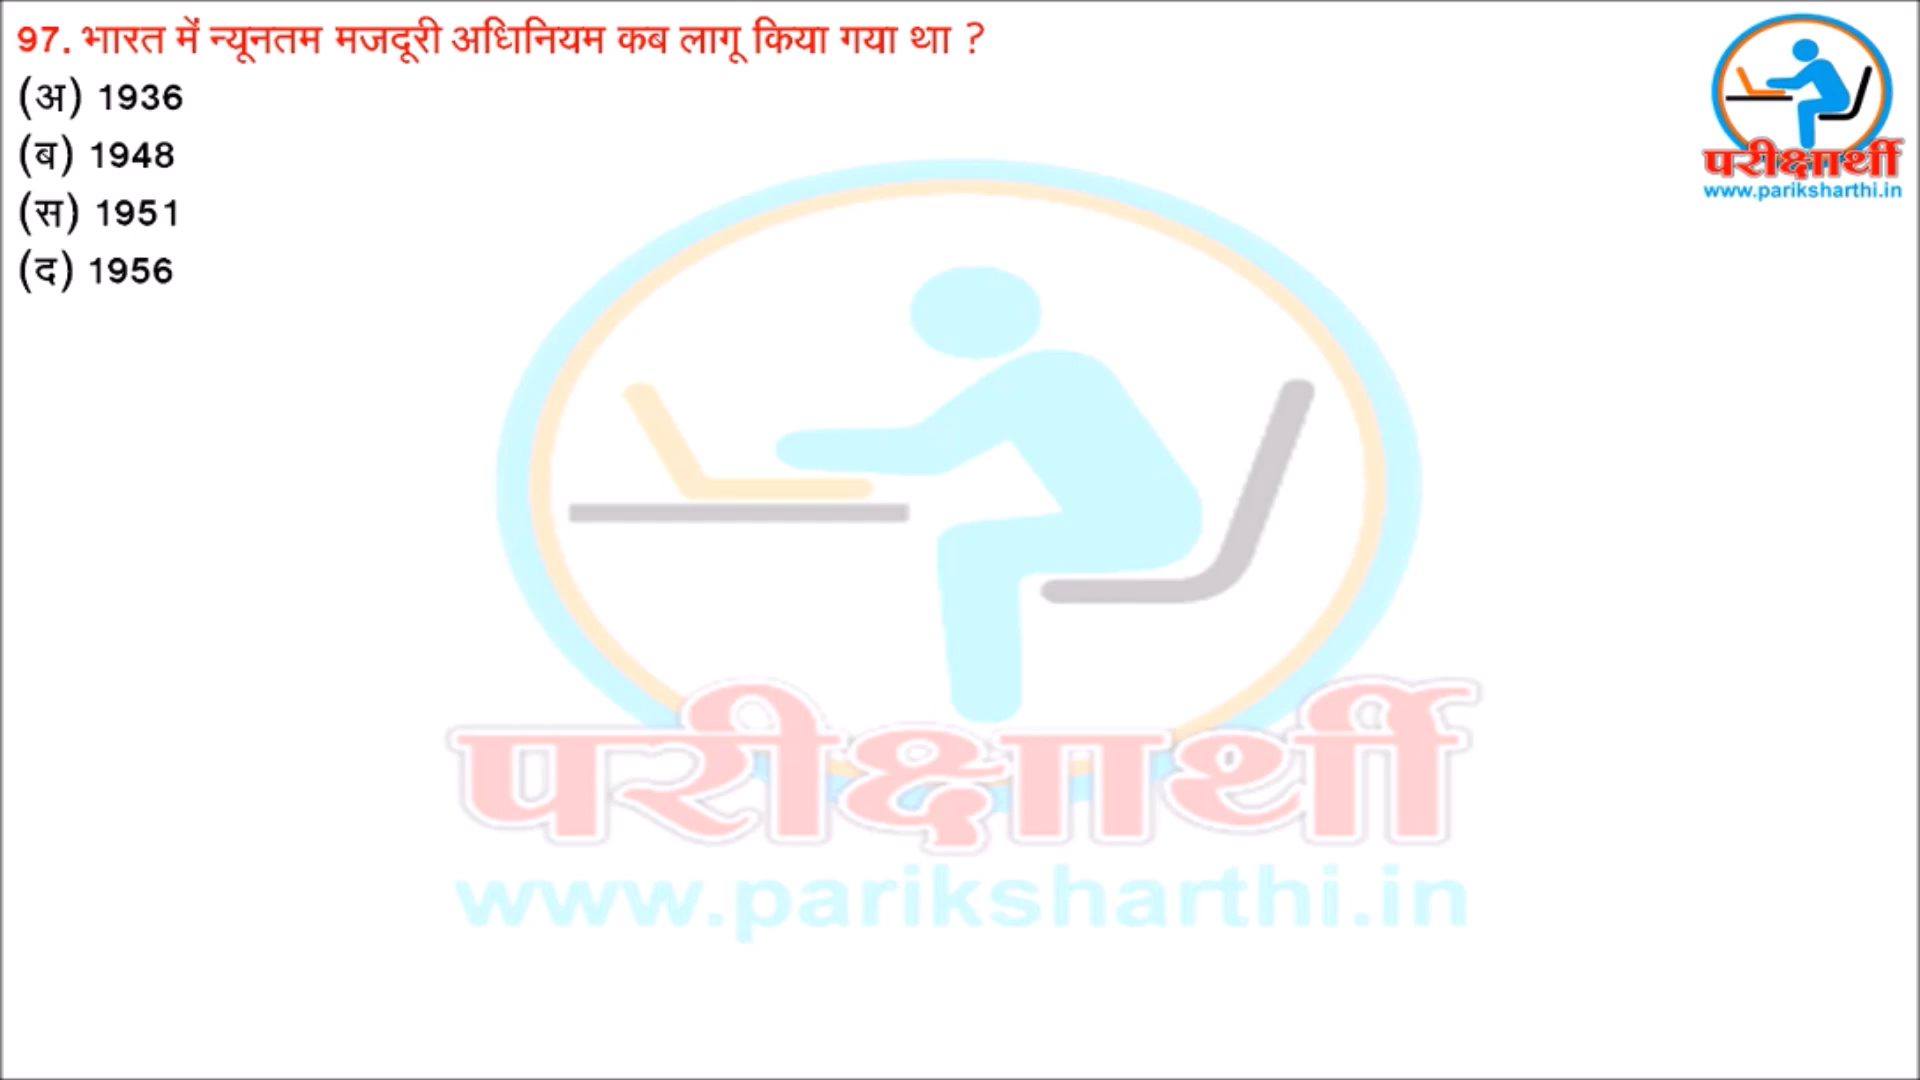 97. भारत में न्यूनतम मजदूरी अधिनियम कब लागू किया गया था ?
(अ) 1936
(ब) 1948
(स) 1951
(द) 1956
परीक्षार्थी
www.pariksharthi.in
परीक्षार्थी
www.pariksharthi.in